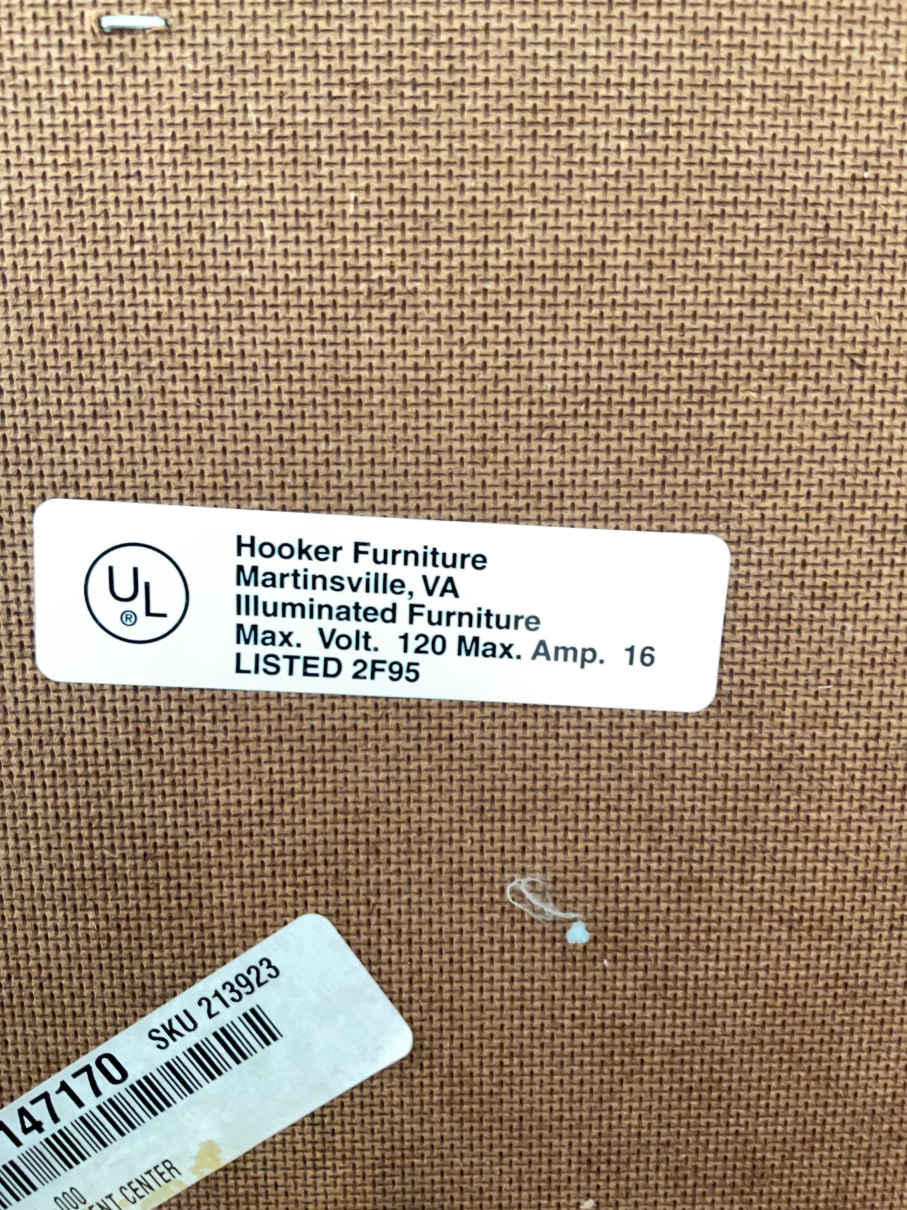 UL
®
Hooker Furniture
Martinsville, VA
Illuminated Furniture
Max. Volt. 120 Max. Amp. 16
LISTED 2F95
147170 SKU 213923
000
CENTER